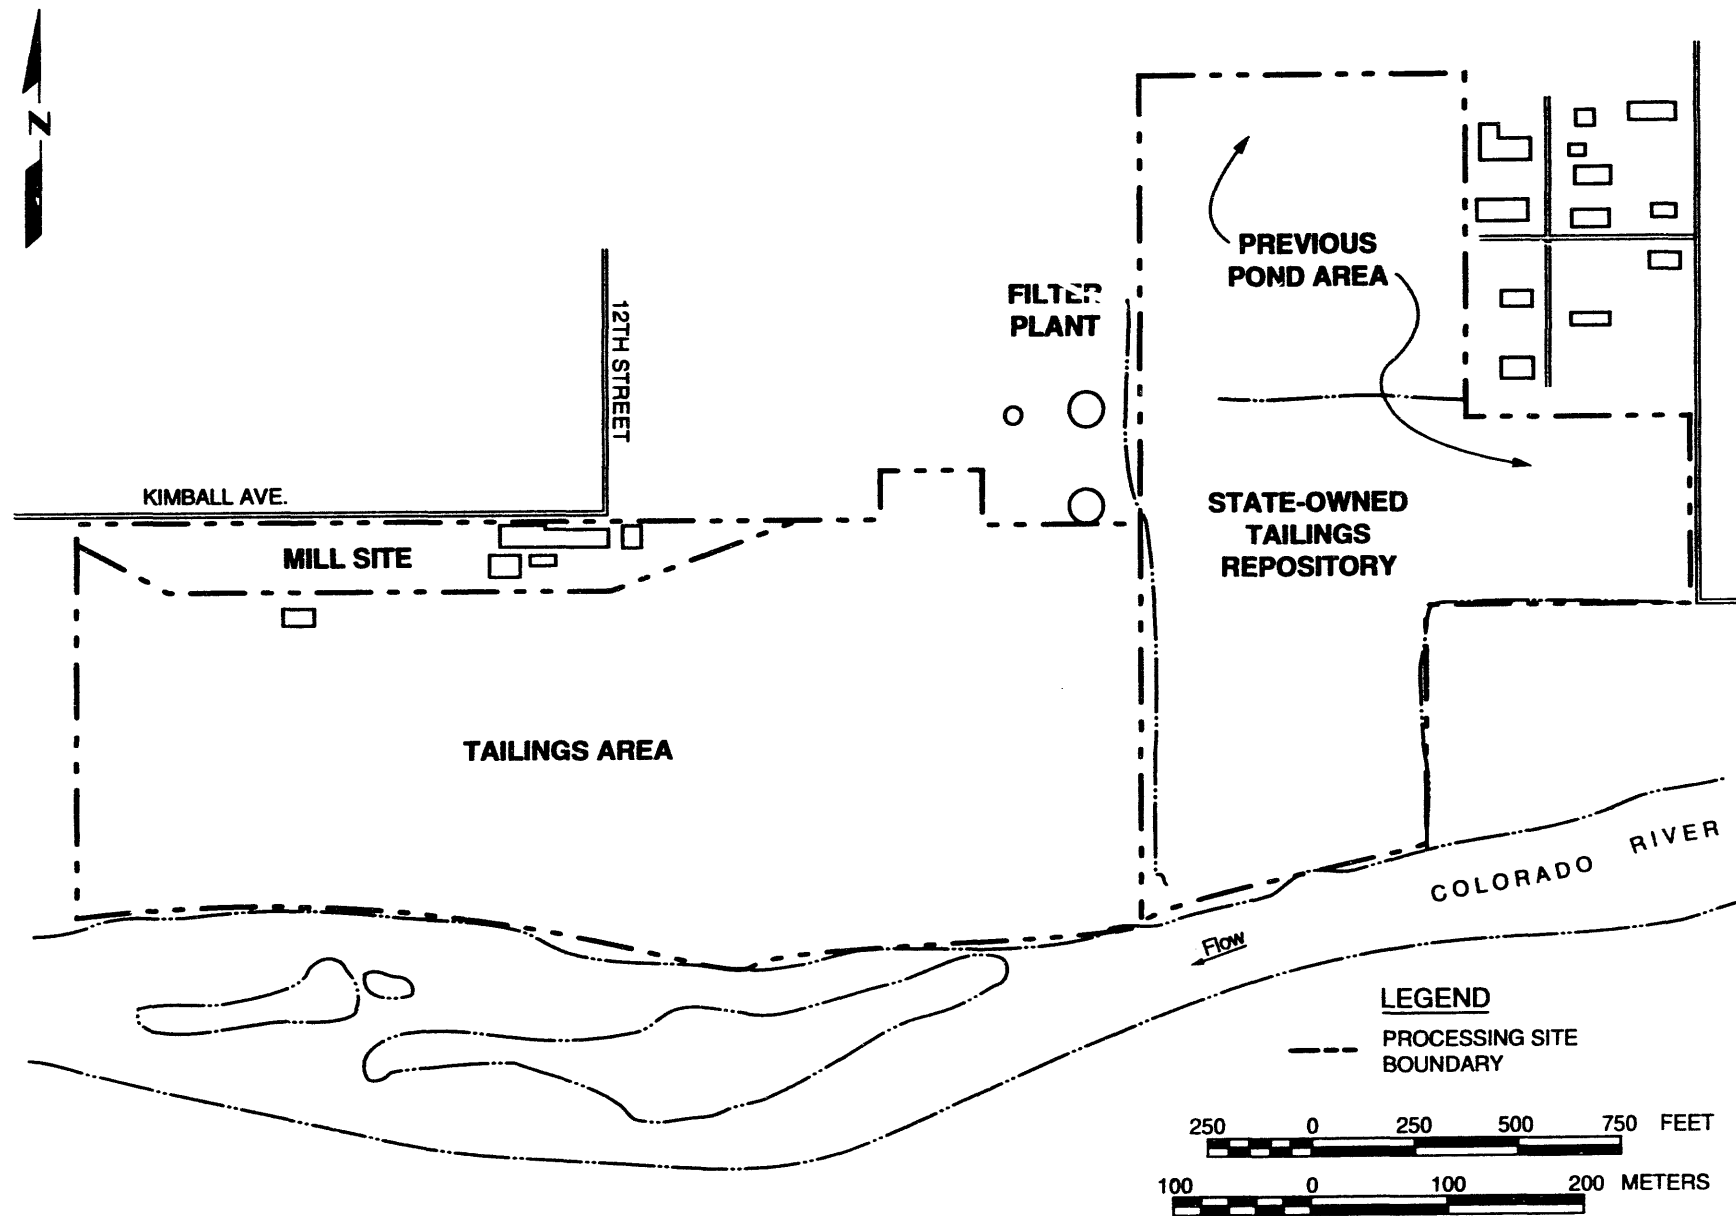 N
PREVIOUS
POND AREA
FILTER
PLANT
12TH STREET
KIMBALL AVE.
STATE-OWNED
TAILINGS
REPOSITORY
MILL SITE
TAILINGS AREA
COLORADO RIVER
Flow
LEGEND
PROCESSING SITE
BOUNDARY
250 0 250 500 750 FEET
100 0 100 200 METERS